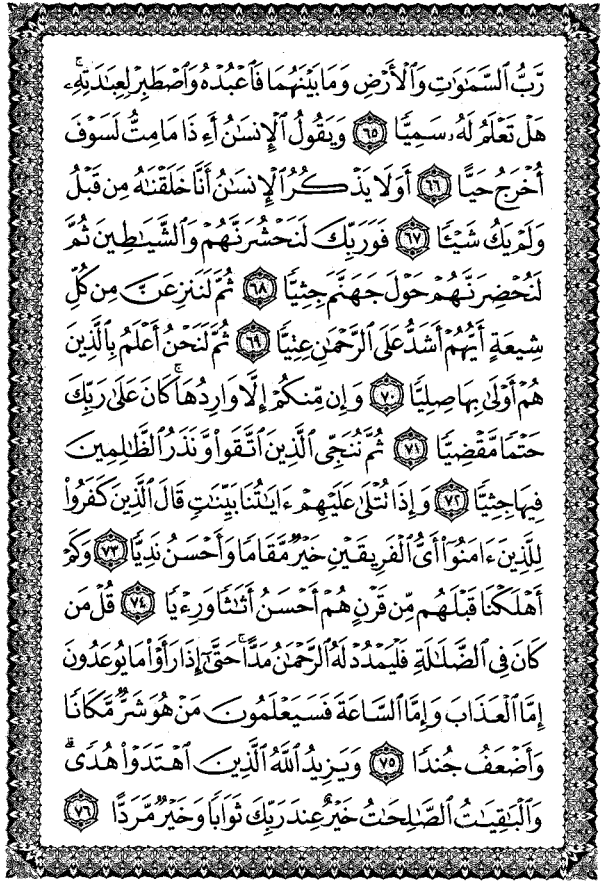 رَّبُّ ٱلسَّمَٰوَٰتِ وَٱلْأَرْضِ وَمَا بَيْنَهُمَا فَٱعْبُدْهُ وَٱصْطَبِرْ لِعِبَٰدَتِهِۦۚ
هَلْ تَعْلَمُ لَهُۥ سَمِيًّا ٦٥ وَيَقُولُ ٱلْإِنسَٰنُ أَءِذَا مَا مِتُّ لَسَوْفَ
أُخْرَجُ حَيًّا ٦٦ أَوَلَا يَذْكُرُ ٱلْإِنسَٰنُ أَنَّا خَلَقْنَٰهُ مِن قَبْلُ
وَلَمْ يَكُ شَيْـًٔا ٦٧ فَوَرَبِّكَ لَنَحْشُرَنَّهُمْ وَٱلشَّيَٰطِينَ ثُمَّ
لَنُحْضِرَنَّهُمْ حَوْلَ جَهَنَّمَ جِثِيًّا ٦٨ ثُمَّ لَنَنزِعَنَّ مِن كُلِّ
شِيعَةٍ أَيُّهُمْ أَشَدُّ عَلَى ٱلرَّحْمَٰنِ عِتِيًّا ٦٩ ثُمَّ لَنَحْنُ أَعْلَمُ بِٱلَّذِينَ
هُمْ أَوْلَىٰ بِهَا صِلِيًّا ٧٠ وَإِن مِّنكُمْ إِلَّا وَارِدُهَاۚ كَانَ عَلَىٰ رَبِّكَ
حَتْمًا مَّقْضِيًّا ٧١ ثُمَّ نُنَجِّى ٱلَّذِينَ ٱتَّقَوا۟ وَّنَذَرُ ٱلظَّٰلِمِينَ
فِيهَا جِثِيًّا ٧٢ وَإِذَا تُتْلَىٰ عَلَيْهِمْ ءَايَٰتُنَا بَيِّنَٰتٍ قَالَ ٱلَّذِينَ كَفَرُوا۟
لِلَّذِينَ ءَامَنُوٓا۟ أَىُّ ٱلْفَرِيقَيْنِ خَيْرٌ مَّقَامًا وَأَحْسَنُ نَدِيًّا ٧٣ وَكَمْ
أَهْلَكْنَا قَبْلَهُم مِّن قَرْنٍ هُمْ أَحْسَنُ أَثَٰثًا وَرِءْيًا ٧٤ قُلْ مَن
كَانَ فِى ٱلضَّلَٰلَةِ فَلْيَمْدُدْ لَهُ ٱلرَّحْمَٰنُ مَدًّاۚ حَتَّىٰٓ إِذَا رَأَوْا۟ مَا يُوعَدُونَ
إِمَّا ٱلْعَذَابَ وَإِمَّا ٱلسَّاعَةَ فَسَيَعْلَمُونَ مَنْ هُوَ شَرٌّ مَّكَانًا
وَأَضْعَفُ جُندًا ٧٥ وَيَزِيدُ ٱللَّهُ ٱلَّذِينَ ٱهْتَدَوْا۟ هُدًىۗ
وَٱلْبَٰقِيَٰتُ ٱلصَّٰلِحَٰتُ خَيْرٌ عِندَ رَبِّكَ ثَوَابًا وَخَيْرٌ مَّرَدًّا ٧٦